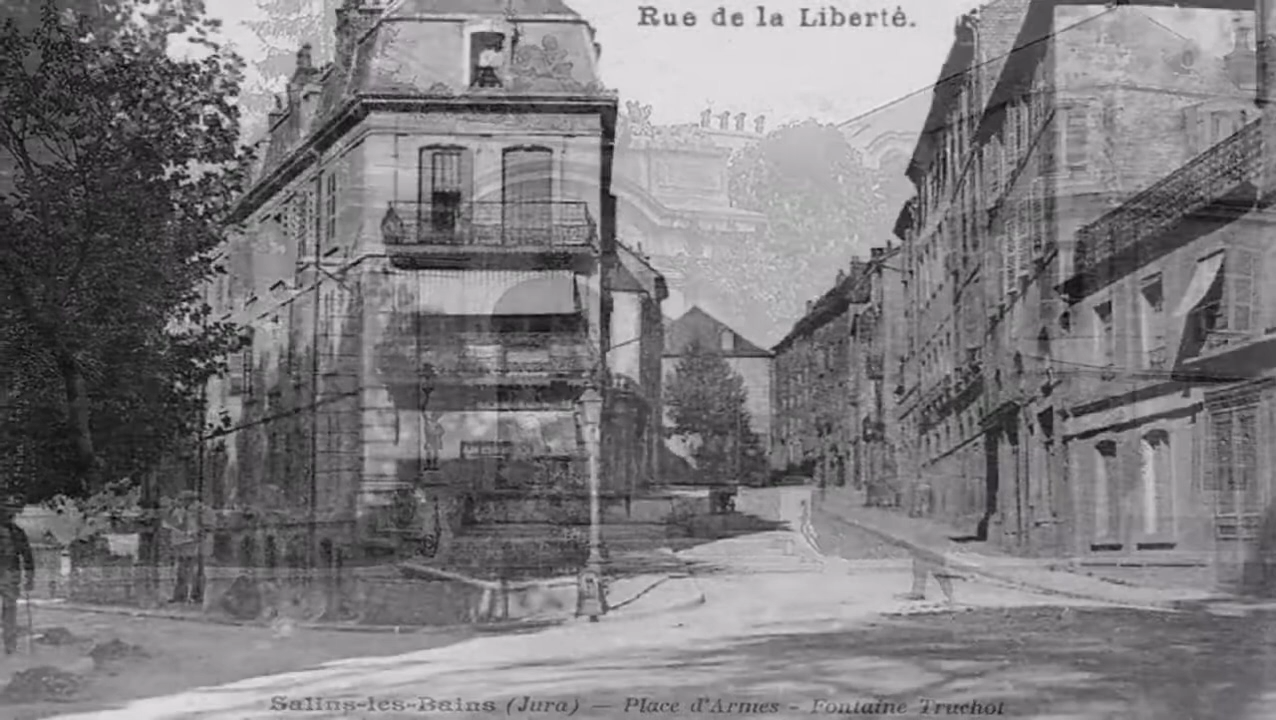 Rue de la Liberté.
Salins-les-Bains (Jura) — Place d'Armes - Fontaine Truchot